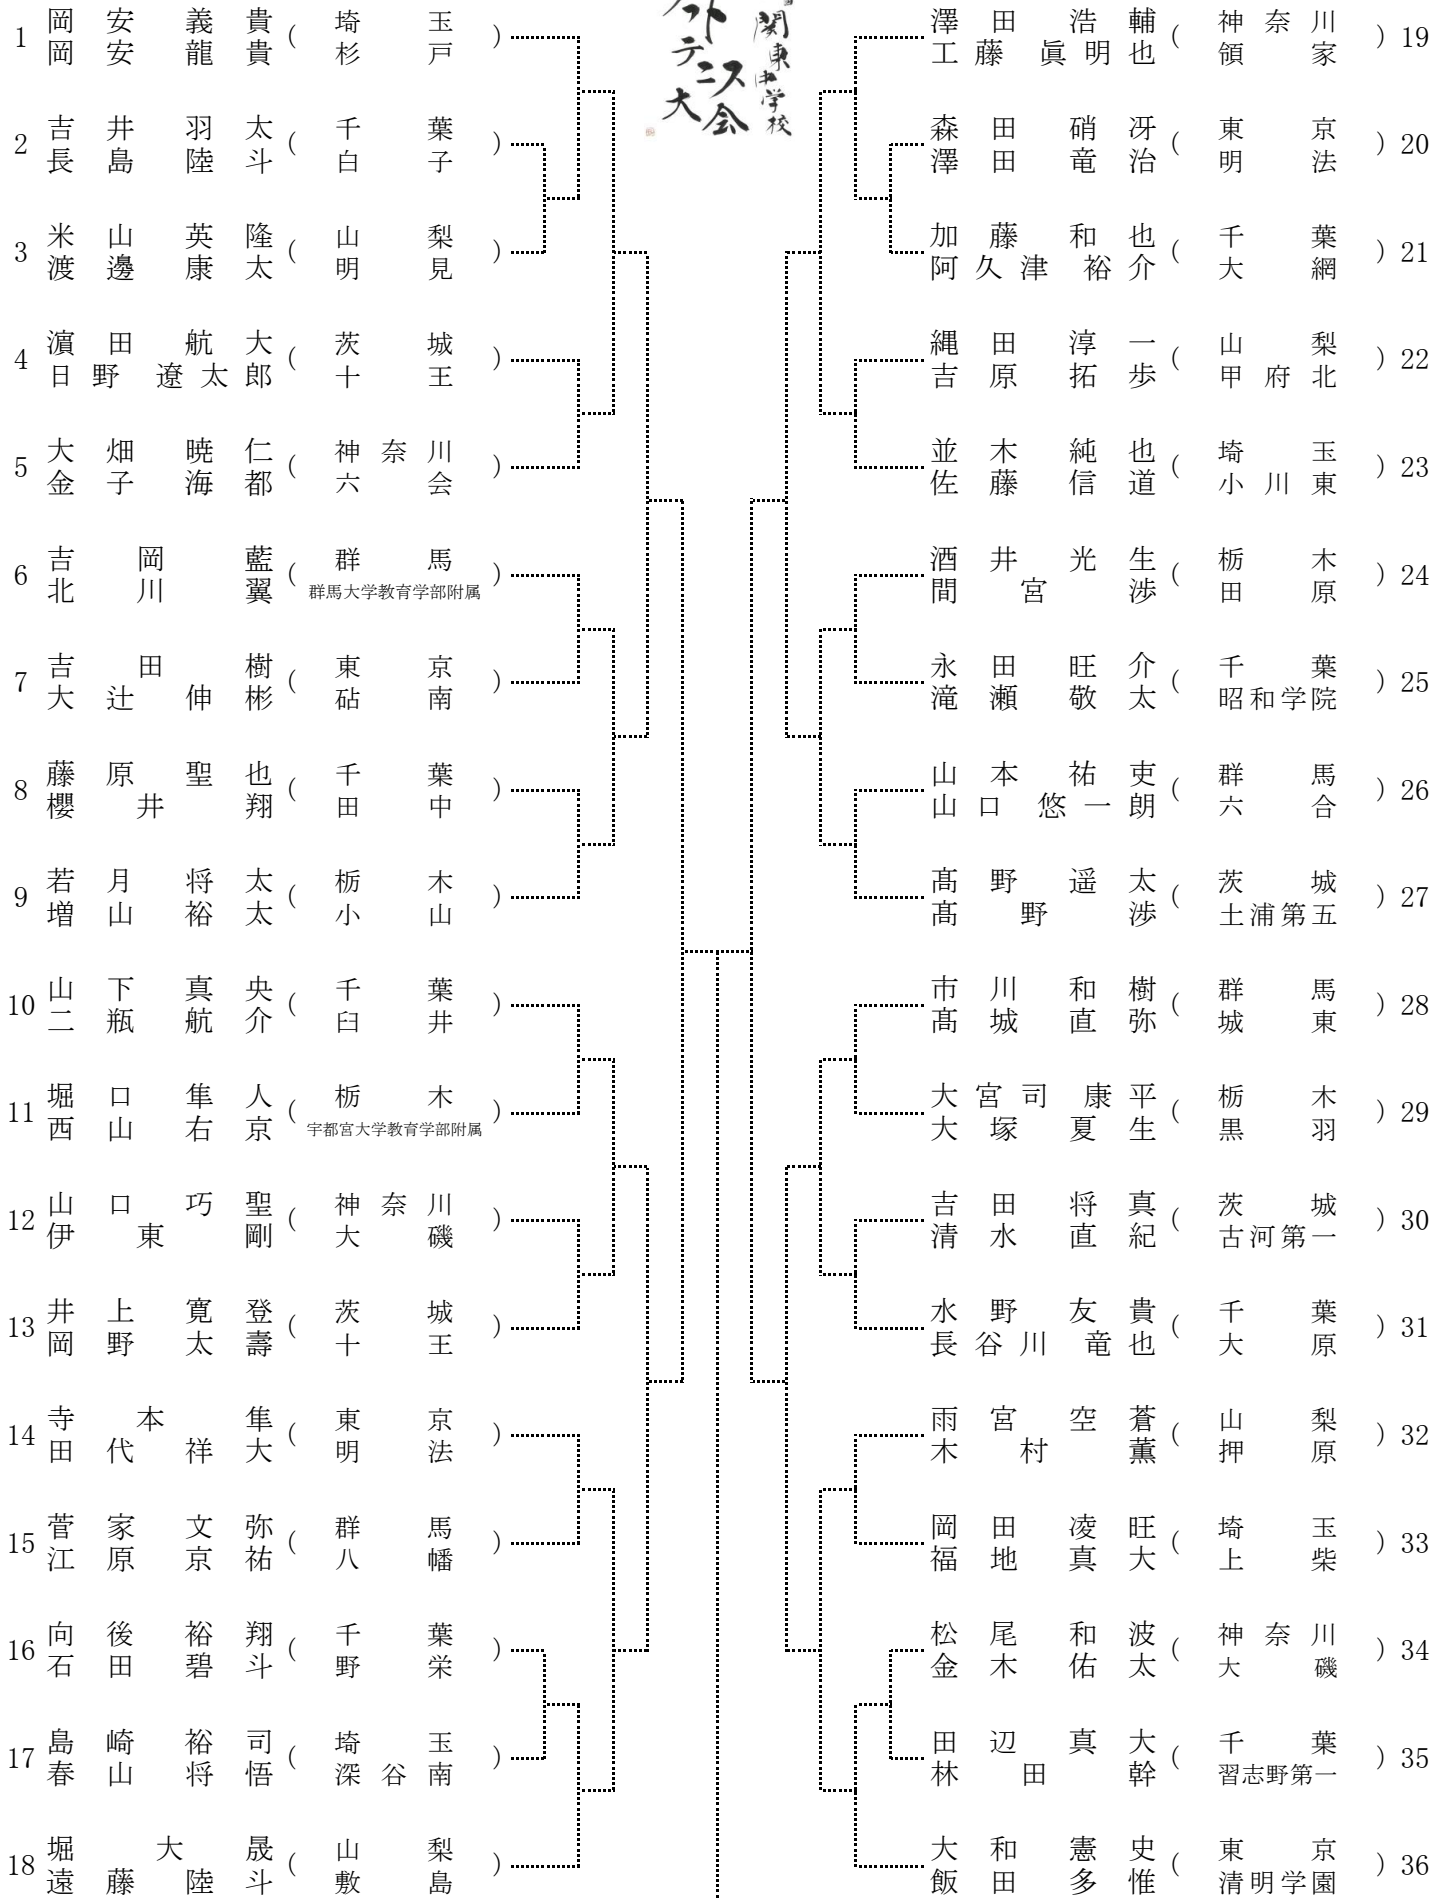 関東中学校
ソフト
テニス
大会
1 岡安義貴 ( 埼玉 )
岡安龍貴 杉戸
2 吉井羽太 ( 千葉 )
長島陸斗 白子
3 米山英隆 ( 山梨 )
渡邊康太 明見
4 濵田航大 ( 茨城 )
日野遼太郎 十王
5 大畑暁仁 ( 神奈川 )
金子海都 六会
6 吉岡藍 ( 群馬 )
北川翼 群馬大学教育学部附属
7 吉田樹 ( 東京 )
大辻伸彬 砧南
8 藤原聖也 ( 千葉 )
櫻井翔 田中
9 若月将太 ( 栃木 )
増山裕太 小山
10 山下真央 ( 千葉 )
二瓶航介 臼井
11 堀口隼人 ( 栃木 )
西山右京 宇都宮大学教育学部附属
12 山口巧聖 ( 神奈川 )
伊東剛 大磯
13 井上寛登 ( 茨城 )
岡野太壽 十王
14 寺本隼 ( 東京 )
田代祥大 明法
15 菅家文弥 ( 群馬 )
江原京祐 八幡
16 向後裕翔 ( 千葉 )
石田碧斗 野栄
17 島崎裕司 ( 埼玉 )
春山将悟 深谷南
18 堀大晟 ( 山梨 )
遠藤陸斗 敷島
澤田浩輔 ( 神奈川 ) 19
工藤眞明也 領家
森田硝冴 ( 東京 ) 20
澤田竜治 明法
加藤和也 ( 千葉 ) 21
阿久津裕介 大網
縄田淳一 ( 山梨 ) 22
吉原拓歩 甲府北
並木純也 ( 埼玉 ) 23
佐藤信道 小川東
酒井光生 ( 栃木 ) 24
間宮渉 田原
永田旺介 ( 千葉 ) 25
滝瀬敬太 昭和学院
山本祐吏 ( 群馬 ) 26
山口悠一朗 六合
髙野遥太 ( 茨城 ) 27
髙野渉 土浦第五
市川和樹 ( 群馬 ) 28
髙城直弥 城東
大宮司康平 ( 栃木 ) 29
大塚夏生 黒羽
吉田将真 ( 茨城 ) 30
清水直紀 古河第一
水野友貴 ( 千葉 ) 31
長谷川竜也 大原
雨宮空蒼 ( 山梨 ) 32
木村薫 押原
岡田凌旺 ( 埼玉 ) 33
福地真大 上柴
松尾和波 ( 神奈川 ) 34
金木佑太 大磯
田辺真大 ( 千葉 ) 35
林田幹 習志野第一
大和憲史 ( 東京 ) 36
飯田多惟 清明学園